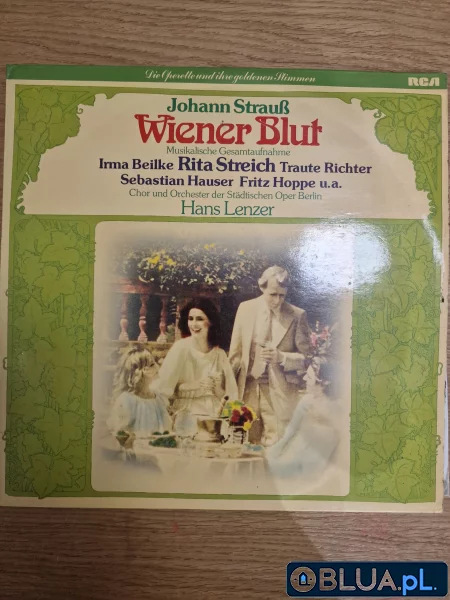 Die Operette und ihre goldenen Stimmen
RCA
Johann Strauß
Wiener Blut
Musikalische Gesamtaufnahme
Irma Beilke Rita Streich Traute Richter
Sebastian Hauser Fritz Hoppe u.a.
Chor und Orchester der Städtischen Oper Berlin
Hans Lenzer
BLUA.PL.